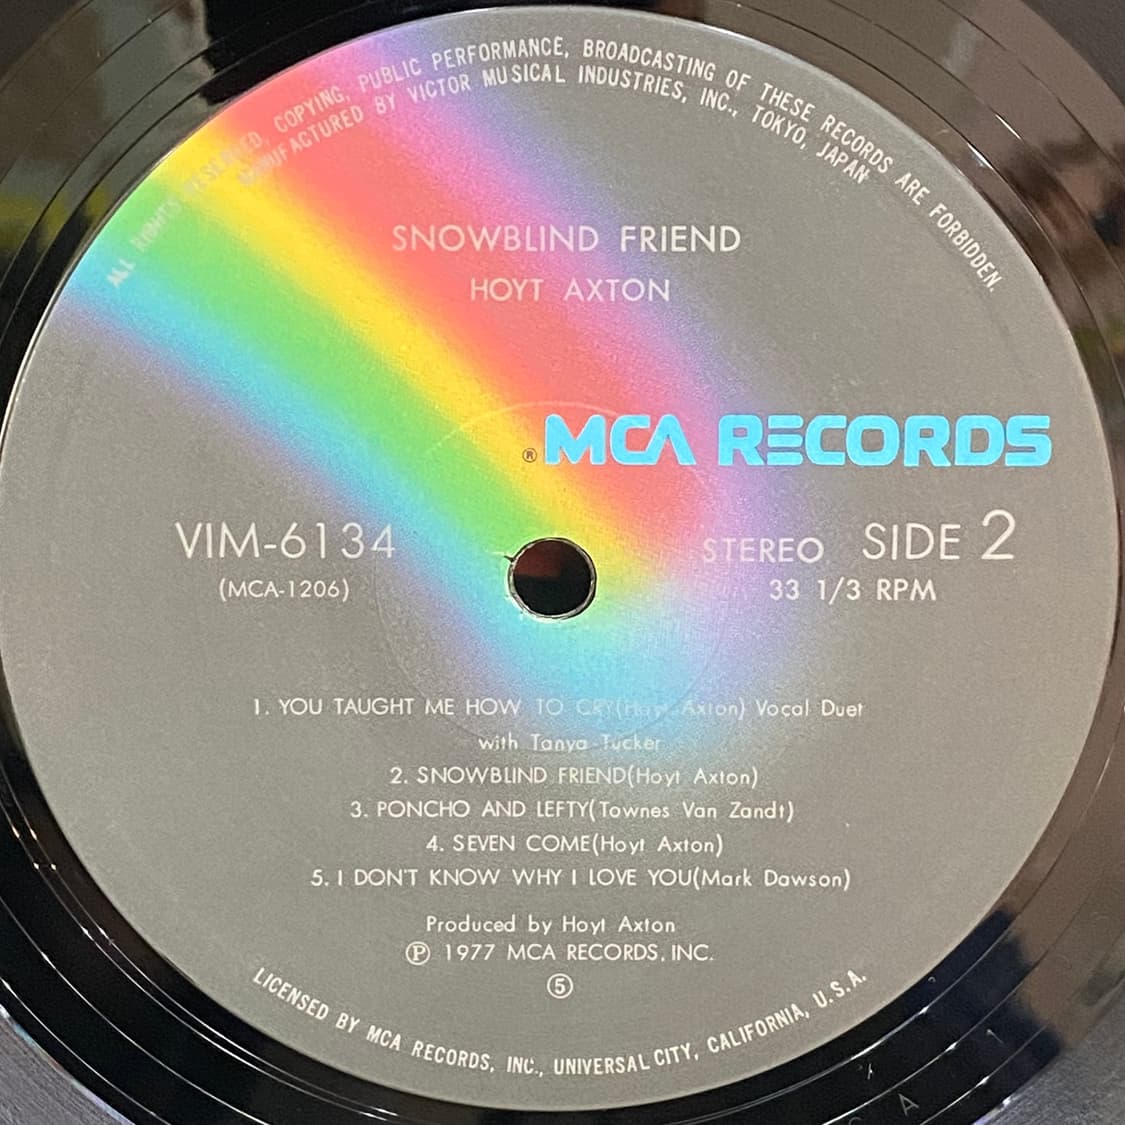 ALL RIGHTS RESERVED, COPYING, PUBLIC PERFORMANCE, BROADCASTING OF THESE RECORDS ARE FORBIDDEN.
MANUFACTURED BY VICTOR MUSICAL INDUSTRIES, INC., TOKYO, JAPAN
SNOWBLIND FRIEND
HOYT AXTON
® MCA RECORDS
VIM-6134
(MCA-1206)
STEREO SIDE 2
33 1/3 RPM
1. YOU TAUGHT ME HOW TO CRY(Hoyt Axton) Vocal Duet
with Tanya Tucker
2. SNOWBLIND FRIEND(Hoyt Axton)
3. PONCHO AND LEFTY(Townes Van Zandt)
4. SEVEN COME(Hoyt Axton)
5. I DON'T KNOW WHY I LOVE YOU(Mark Dawson)
Produced by Hoyt Axton
Ⓟ 1977 MCA RECORDS, INC.
⑤
LICENSED BY MCA RECORDS, INC., UNIVERSAL CITY, CALIFORNIA, U.S.A.